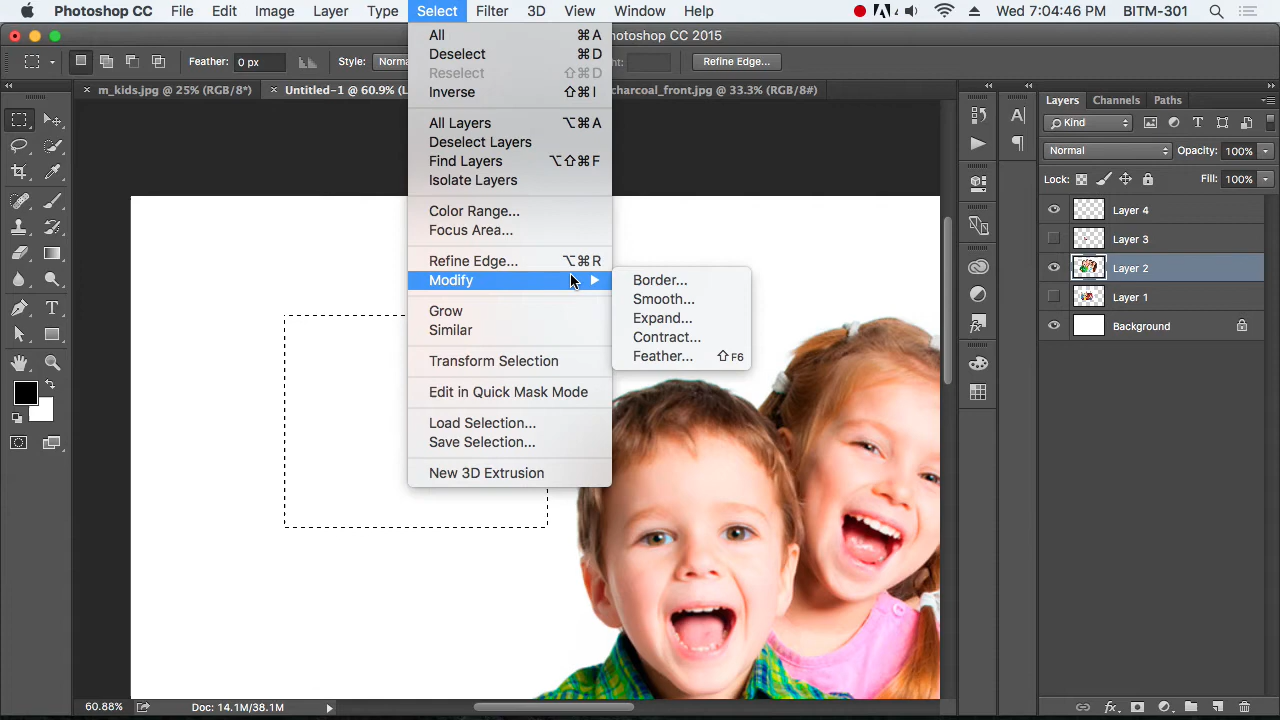 Photoshop CC File Edit Image Layer Type Select Filter 3D View Window Help Wed 7:04:46 PM BITM-301
hotoshop CC 2015
Feather: 0 px Style: Norma ght: Refine Edge...
× m_kids.jpg @ 25% (RGB/8*) × Untitled-1 @ 60.9% (L charcoal_front.jpg @ 33.3% (RGB/8#)
All ⌘A
Deselect ⌘D
Reselect ⇧⌘D
Inverse ⇧⌘I
All Layers ⌥⌘A
Deselect Layers
Find Layers ⌥⇧⌘F
Isolate Layers
Color Range...
Focus Area...
Refine Edge... ⌥⌘R
Modify ▶
Grow
Similar
Transform Selection
Edit in Quick Mask Mode
Load Selection...
Save Selection...
New 3D Extrusion
Border...
Smooth...
Expand...
Contract...
Feather... ⇧F6
Layers Channels Paths
Kind
Normal Opacity: 100%
Lock: Fill: 100%
Layer 4
Layer 3
Layer 2
Layer 1
Background
60.88% Doc: 14.1M/38.1M